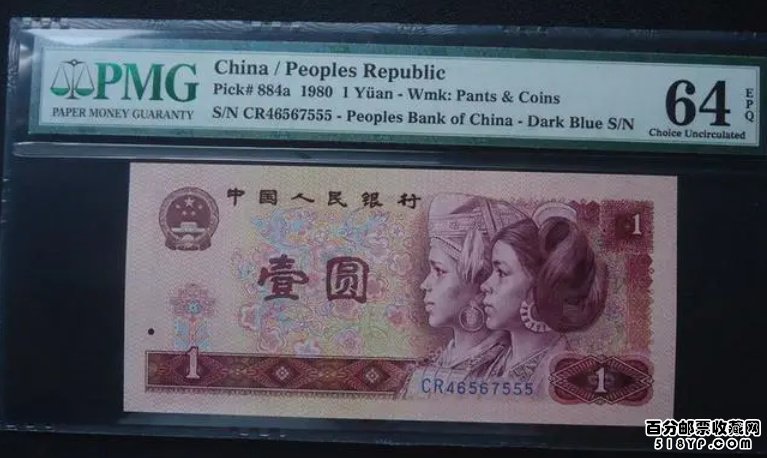 PMG
PAPER MONEY GUARANTY
China / Peoples Republic
Pick# 884a 1980 1 Yüan - Wmk: Pants & Coins
S/N CR46567555 - Peoples Bank of China - Dark Blue S/N
64
EPQ
Choice Uncirculated
中国人民银行
1
壹圆
1
CR46567555
1
百分邮票收藏网
518YP.com